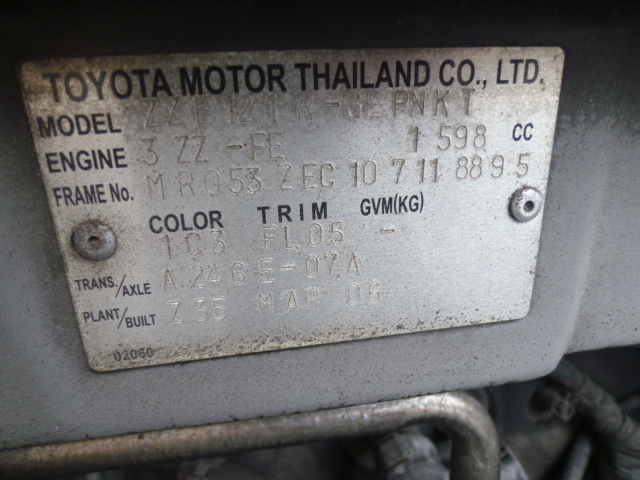 TOYOTA MOTOR THAILAND CO., LTD.
MODEL ZZE121R-GEPNKT
ENGINE 3ZZ-FE 1598 CC
FRAME No. MR053ZEC107118895
COLOR TRIM GVM(KG)
1C3 FL05 -
TRANS./AXLE A246E-07A
PLANT/BUILT Z35 MAR 08
02060